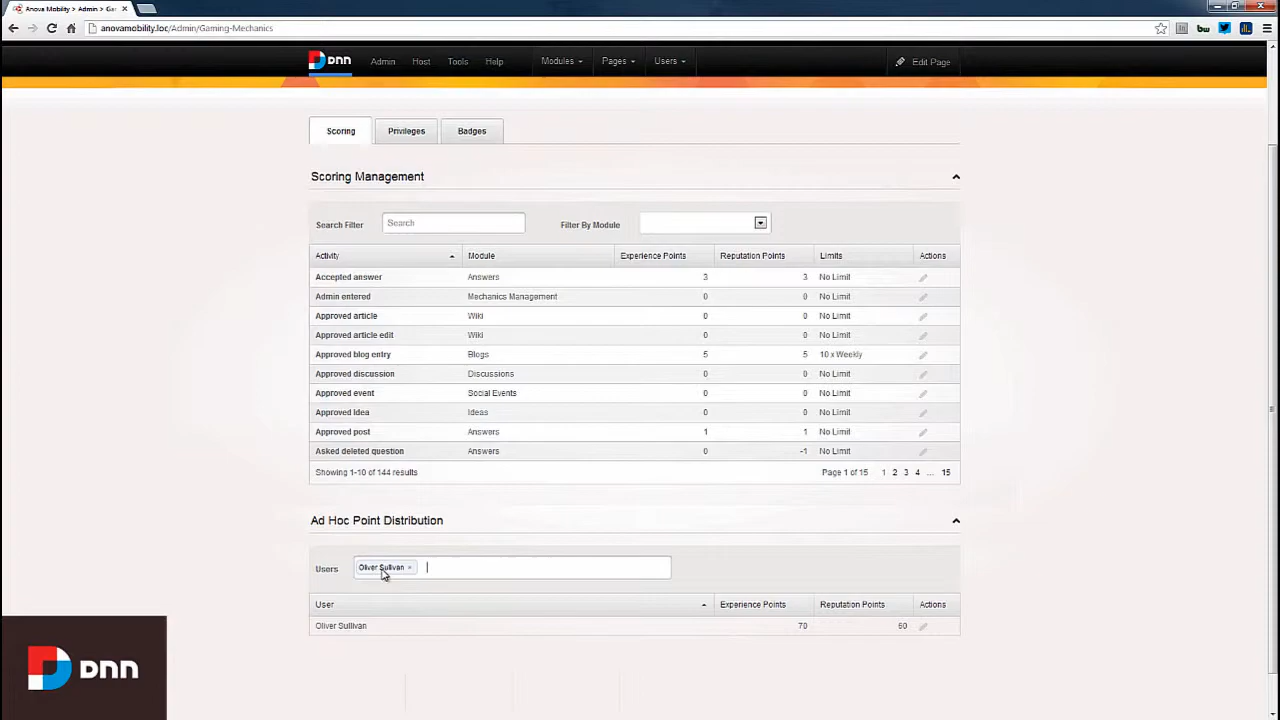 Anova Mobility > Admin > Ga
anovamobility.loc/Admin/Gaming-Mechanics
DNN Admin Host Tools Help Modules Pages Users Edit Page
Scoring Privileges Badges
Scoring Management
Search Filter Search Filter By Module
Activity Module Experience Points Reputation Points Limits Actions
Accepted answer Answers 3 3 No Limit
Admin entered Mechanics Management 0 0 No Limit
Approved article Wiki 0 0 No Limit
Approved article edit Wiki 0 0 No Limit
Approved blog entry Blogs 5 5 10 x Weekly
Approved discussion Discussions 0 0 No Limit
Approved event Social Events 0 0 No Limit
Approved Idea Ideas 0 0 No Limit
Approved post Answers 1 1 No Limit
Asked deleted question Answers 0 -1 No Limit
Showing 1-10 of 144 results Page 1 of 15 1 2 3 4 ... 15
Ad Hoc Point Distribution
Users Oliver Sullivan ×
User Experience Points Reputation Points Actions
Oliver Sullivan 70 60
DNN